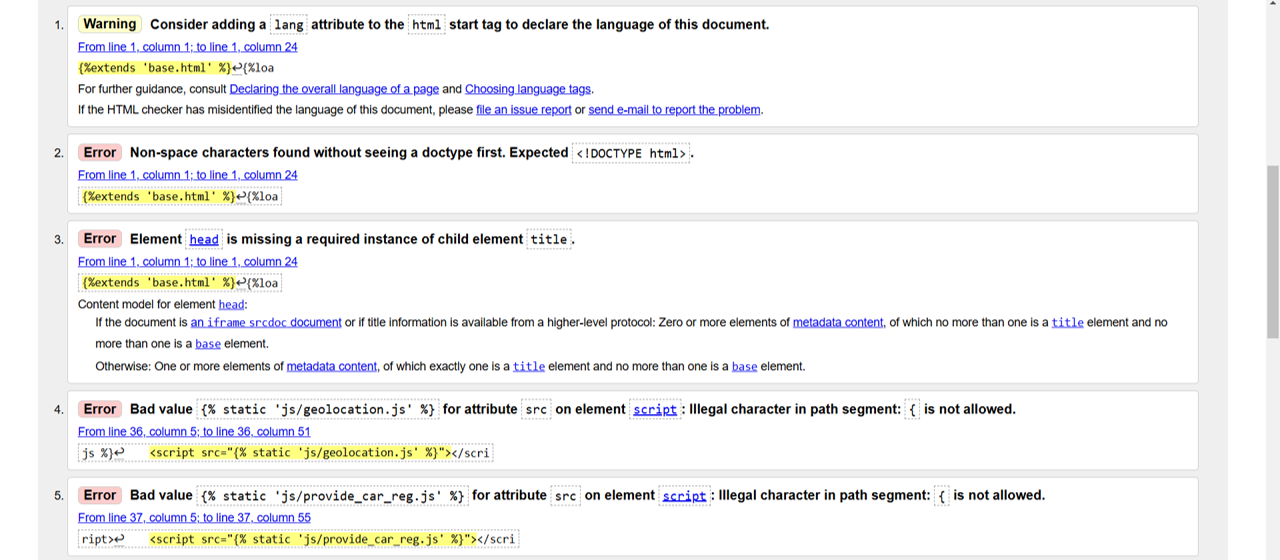 1. Warning Consider adding a lang attribute to the html start tag to declare the language of this document.
From line 1, column 1; to line 1, column 24
{%extends 'base.html' %}↩{%loa
For further guidance, consult Declaring the overall language of a page and Choosing language tags.
If the HTML checker has misidentified the language of this document, please file an issue report or send e-mail to report the problem.
2. Error Non-space characters found without seeing a doctype first. Expected <!DOCTYPE html>.
From line 1, column 1; to line 1, column 24
{%extends 'base.html' %}↩{%loa
3. Error Element head is missing a required instance of child element title.
From line 1, column 1; to line 1, column 24
{%extends 'base.html' %}↩{%loa
Content model for element head:
If the document is an iframe srcdoc document or if title information is available from a higher-level protocol: Zero or more elements of metadata content, of which no more than one is a title element and no
more than one is a base element.
Otherwise: One or more elements of metadata content, of which exactly one is a title element and no more than one is a base element.
4. Error Bad value {% static 'js/geolocation.js' %} for attribute src on element script: Illegal character in path segment: { is not allowed.
From line 36, column 5; to line 36, column 51
js %}↩    <script src="{% static 'js/geolocation.js' %}"></scri
5. Error Bad value {% static 'js/provide_car_reg.js' %} for attribute src on element script: Illegal character in path segment: { is not allowed.
From line 37, column 5; to line 37, column 55
ript>↩    <script src="{% static 'js/provide_car_reg.js' %}"></scri